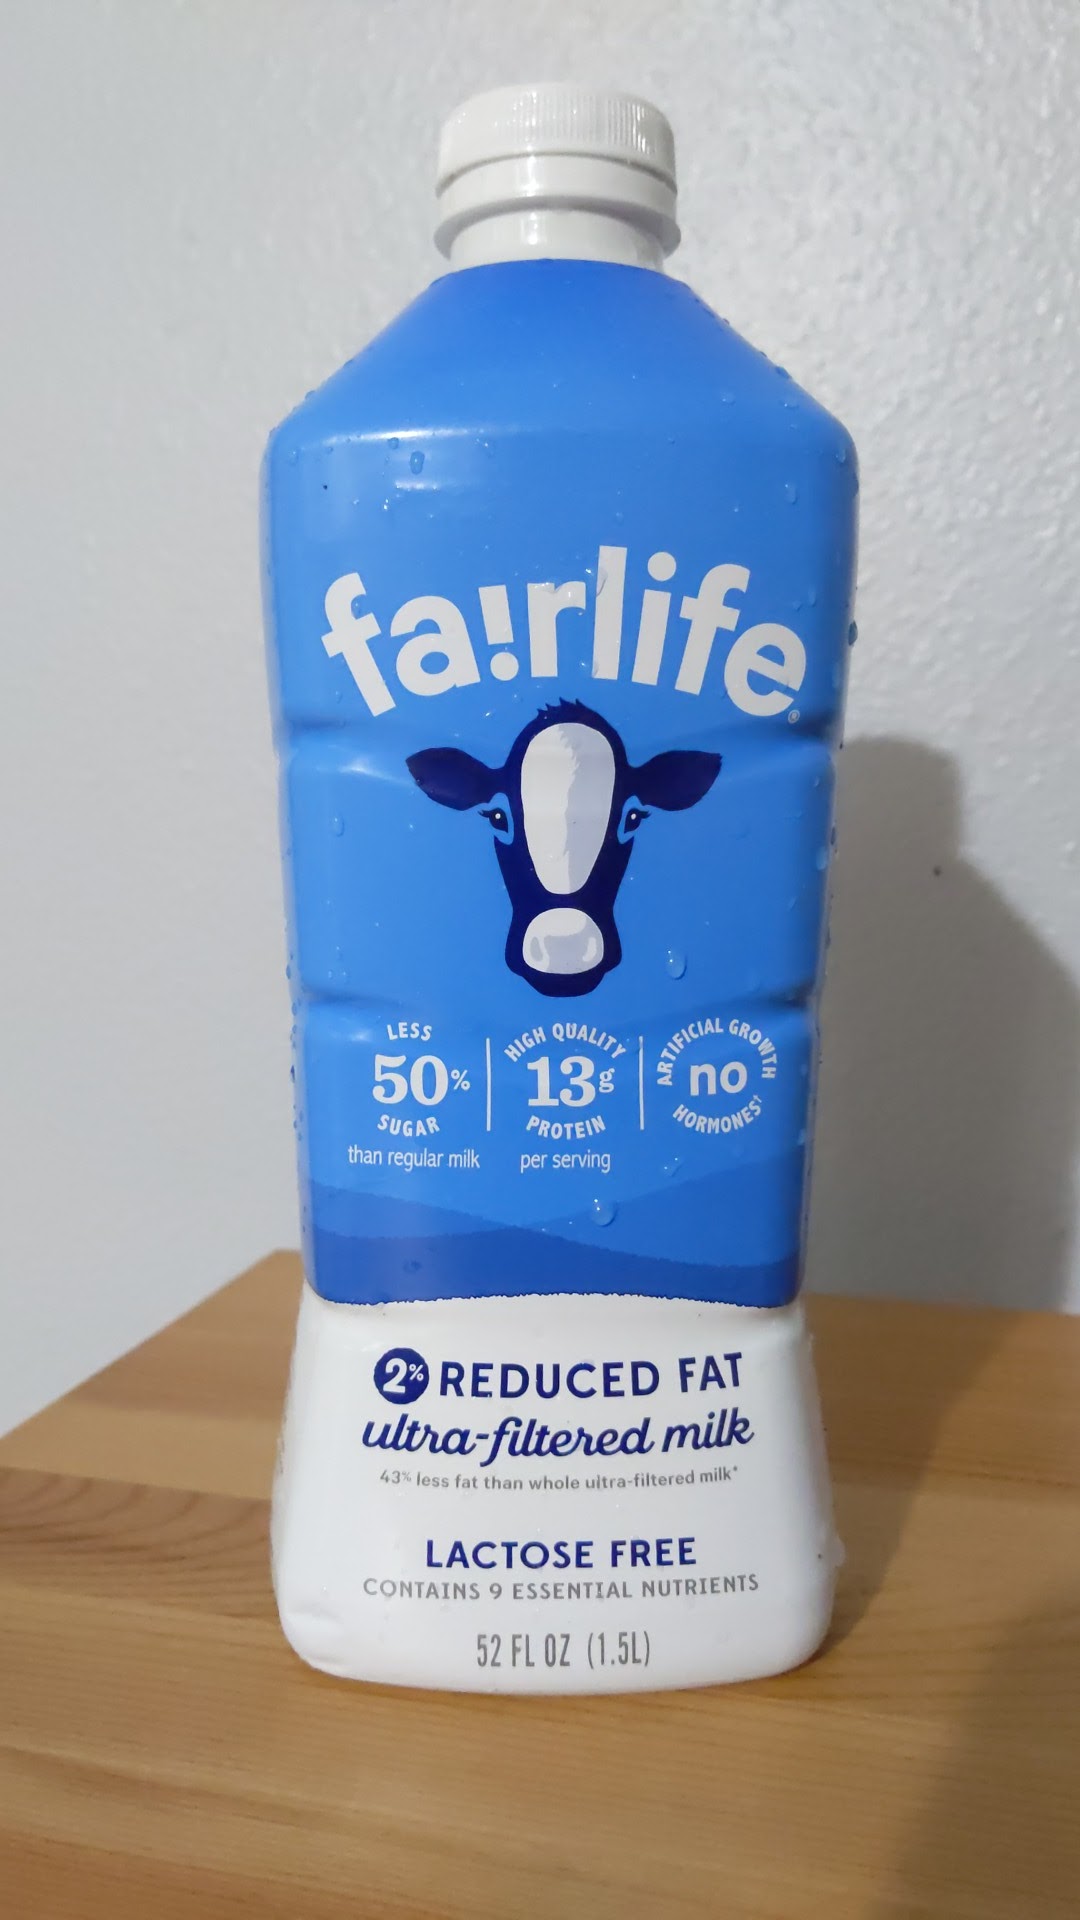 fa!rlife®
LESS
50%
SUGAR
than regular milk
HIGH QUALITY
13g
PROTEIN
per serving
ARTIFICIAL GROWTH
no
HORMONES†
2% REDUCED FAT
ultra-filtered milk
43% less fat than whole ultra-filtered milk*
LACTOSE FREE
CONTAINS 9 ESSENTIAL NUTRIENTS
52 FL OZ (1.5L)